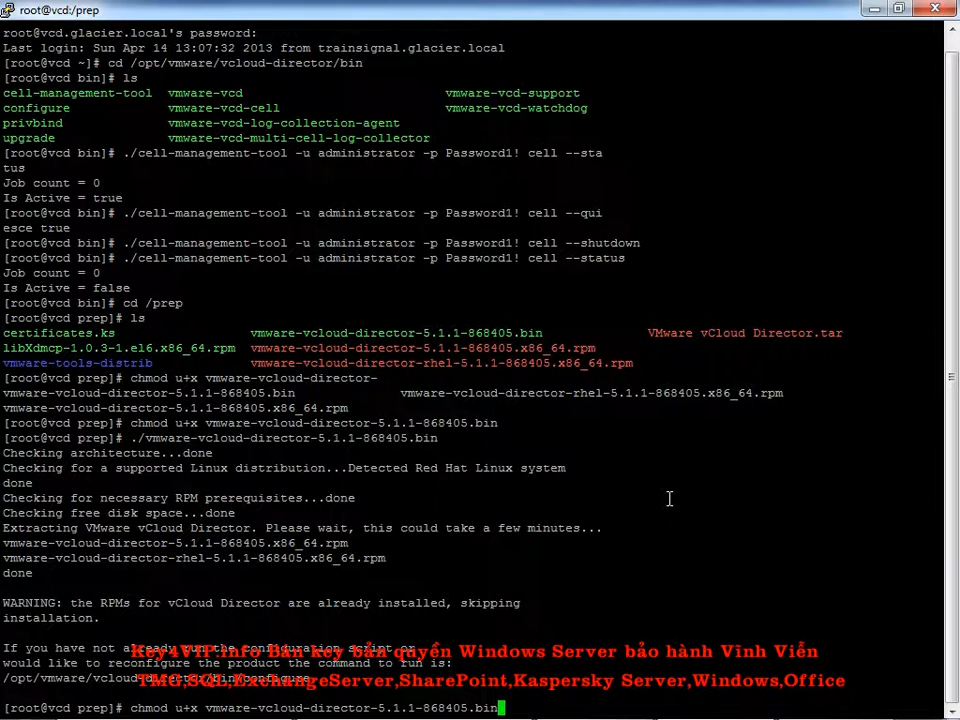 root@vcd:/prep
root@vcd.glacier.local's password:
Last login: Sun Apr 14 13:07:32 2013 from trainsignal.glacier.local
[root@vcd ~]# cd /opt/vmware/vcloud-director/bin
[root@vcd bin]# ls
cell-management-tool vmware-vcd vmware-vcd-support
configure vmware-vcd-cell vmware-vcd-watchdog
privbind vmware-vcd-log-collection-agent
upgrade vmware-vcd-multi-cell-log-collector
[root@vcd bin]# ./cell-management-tool -u administrator -p Password1! cell --sta
tus
Job count = 0
Is Active = true
[root@vcd bin]# ./cell-management-tool -u administrator -p Password1! cell --qui
esce true
[root@vcd bin]# ./cell-management-tool -u administrator -p Password1! cell --shutdown
[root@vcd bin]# ./cell-management-tool -u administrator -p Password1! cell --status
Job count = 0
Is Active = false
[root@vcd bin]# cd /prep
[root@vcd prep]# ls
certificates.ks vmware-vcloud-director-5.1.1-868405.bin VMware vCloud Director.tar
libXdmcp-1.0.3-1.el6.x86_64.rpm vmware-vcloud-director-5.1.1-868405.x86_64.rpm
vmware-tools-distrib vmware-vcloud-director-rhel-5.1.1-868405.x86_64.rpm
[root@vcd prep]# chmod u+x vmware-vcloud-director-
vmware-vcloud-director-5.1.1-868405.bin vmware-vcloud-director-rhel-5.1.1-868405.x86_64.rpm
vmware-vcloud-director-5.1.1-868405.x86_64.rpm
[root@vcd prep]# chmod u+x vmware-vcloud-director-5.1.1-868405.bin
[root@vcd prep]# ./vmware-vcloud-director-5.1.1-868405.bin
Checking architecture...done
Checking for a supported Linux distribution...Detected Red Hat Linux system
done
Checking for necessary RPM prerequisites...done
Checking free disk space...done
Extracting VMware vCloud Director. Please wait, this could take a few minutes...
vmware-vcloud-director-5.1.1-868405.x86_64.rpm
vmware-vcloud-director-rhel-5.1.1-868405.x86_64.rpm
done
WARNING: the RPMs for vCloud Director are already installed, skipping
installation.
If you have not already run the configuration script or
Key4VIP.info Bán key bản quyền Windows Server bảo hành Vĩnh Viễn
would like to reconfigure the product the command to run is:
/opt/vmware/vcloud-director/bin/configure
TMG,SQL,ExchangeServer,SharePoint,Kaspersky Server,Windows,Office
[root@vcd prep]# chmod u+x vmware-vcloud-director-5.1.1-868405.bin